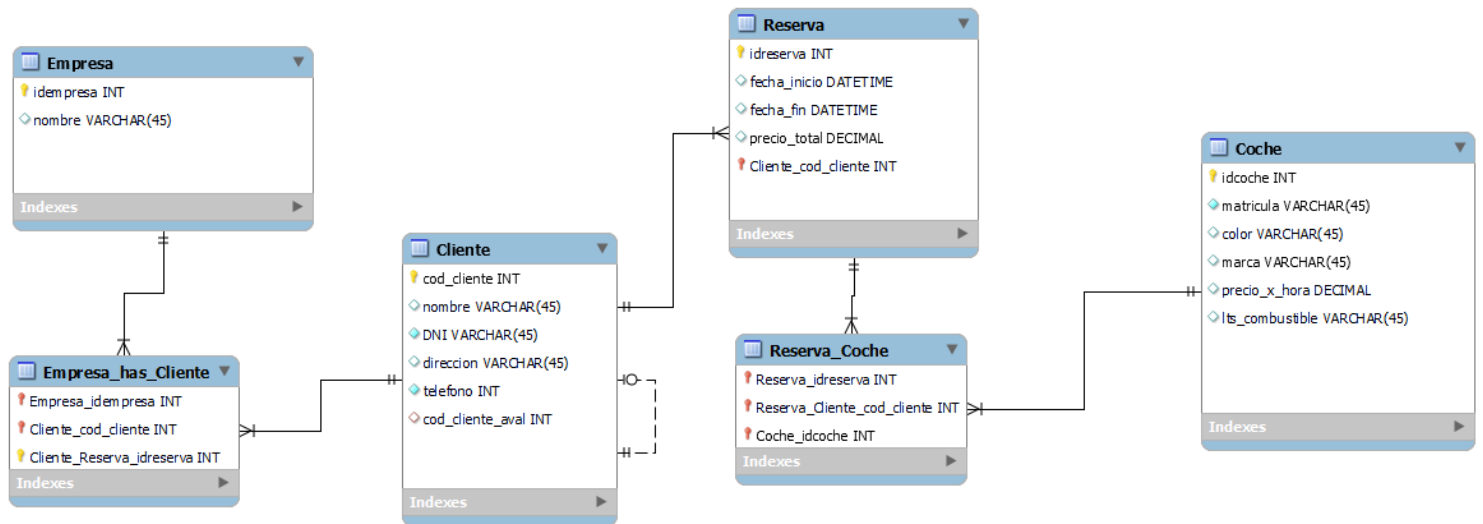 Empresa
idempresa INT
nombre VARCHAR(45)
Indexes
Empresa_has_Cliente
Empresa_idempresa INT
Cliente_cod_cliente INT
Cliente_Reserva_idreserva INT
Indexes
Cliente
cod_cliente INT
nombre VARCHAR(45)
DNI VARCHAR(45)
direccion VARCHAR(45)
telefono INT
cod_cliente_aval INT
Indexes
Reserva
idreserva INT
fecha_inicio DATETIME
fecha_fin DATETIME
precio_total DECIMAL
Cliente_cod_cliente INT
Indexes
Reserva_Coche
Reserva_idreserva INT
Reserva_Cliente_cod_cliente INT
Coche_idcoche INT
Indexes
Coche
idcoche INT
matricula VARCHAR(45)
color VARCHAR(45)
marca VARCHAR(45)
precio_x_hora DECIMAL
lts_combustible VARCHAR(45)
Indexes